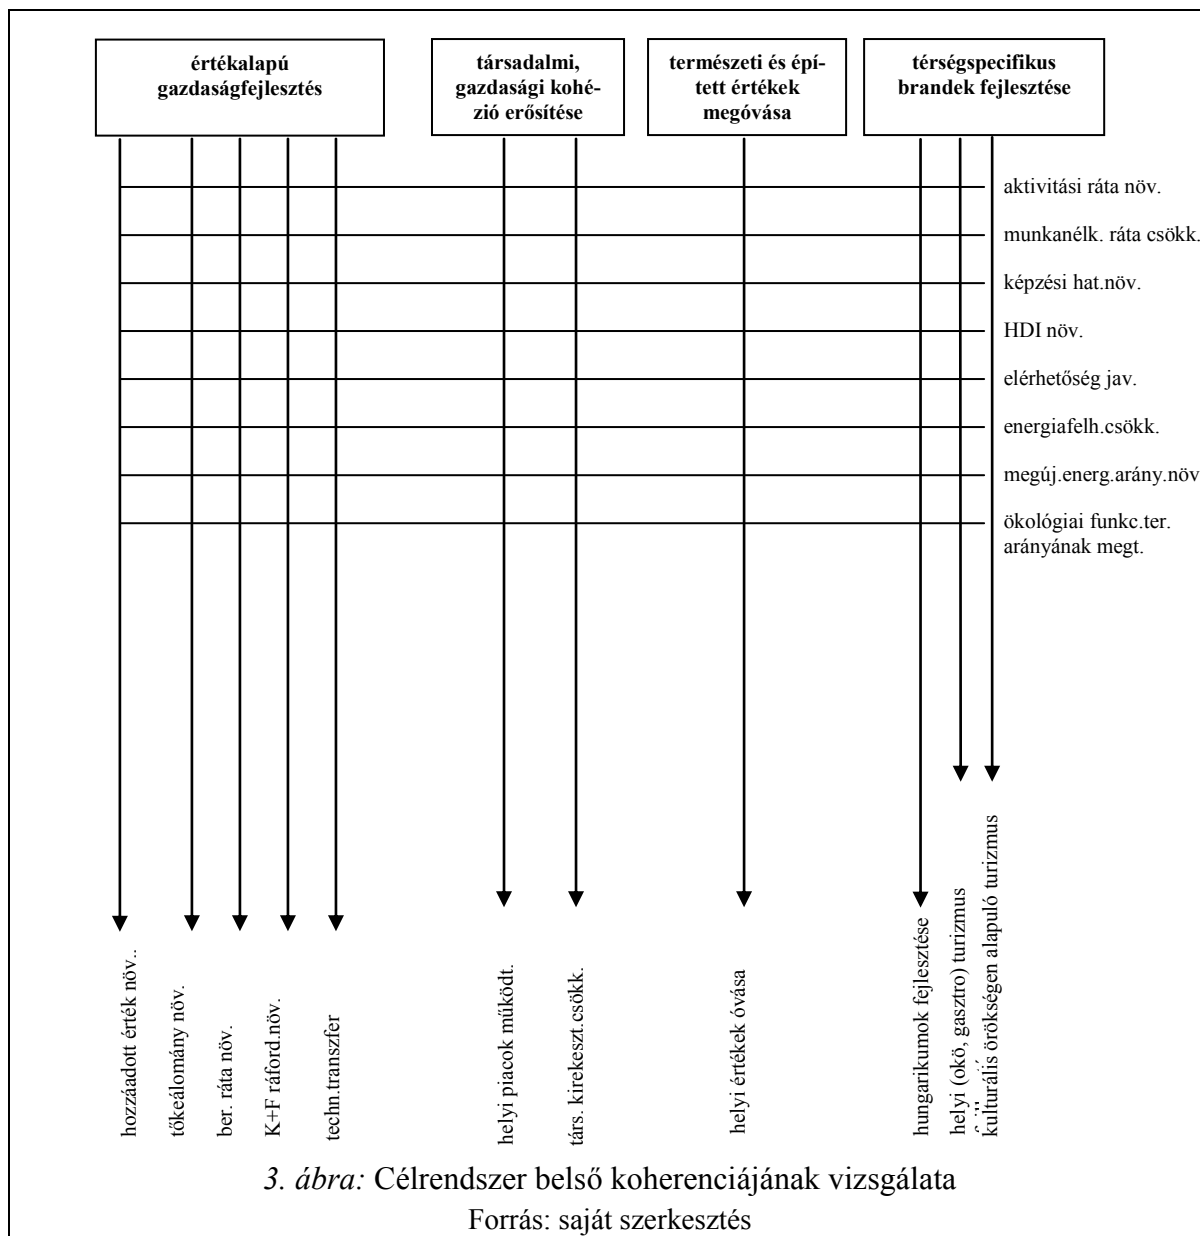 értékalapú
gazdaságfejlesztés
társadalmi,
gazdasági kohé-
zió erősítése
természeti és épí-
tett értékek
megóvása
térségspecifikus
brandek fejlesztése
aktivitási ráta növ.
munkanélk. ráta csökk.
képzési hat.növ.
HDI növ.
elérhetőség jav.
energiafelh.csökk.
megúj.energ.arány.növ
ökológiai funkc.ter.
arányának megt.
hozzáadott érték növ..
tőkeálomány növ.
ber. ráta növ.
K+F ráford.növ.
techn.transzfer
helyi piacok működt.
társ. kirekeszt.csökk.
helyi értékek óvása
hungarikumok fejlesztése
helyi (okö, gasztro) turizmus
kulturális örökségen alapuló turizmus
3. ábra: Célrendszer belső koherenciájának vizsgálata
Forrás: saját szerkesztés